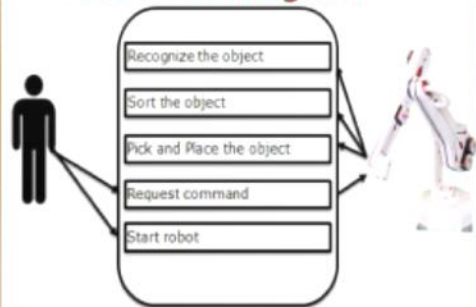 Recognize the object
Sort the object
Pick and Place the object
Request command
Start robot